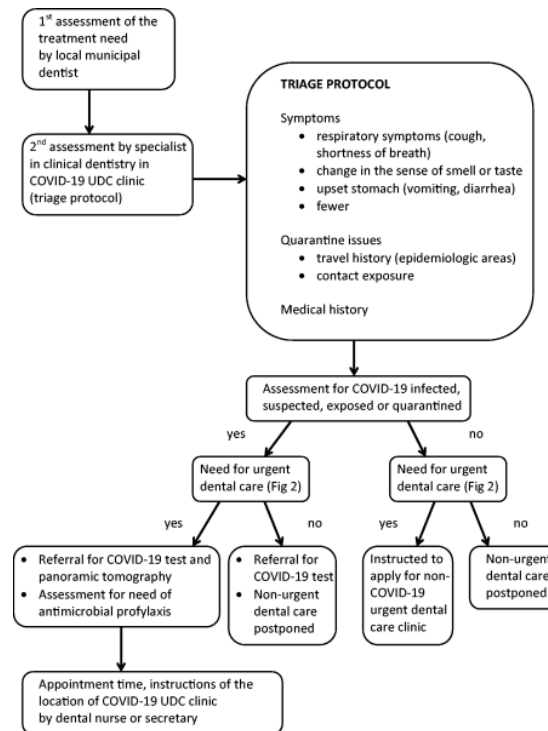 1st assessment of the
treatment need
by local municipal
dentist
2nd assessment by specialist
in clinical dentistry in
COVID-19 UDC clinic
(triage protocol)
TRIAGE PROTOCOL
Symptoms
• respiratory symptoms (cough,
shortness of breath)
• change in the sense of smell or taste
• upset stomach (vomiting, diarrhea)
• fewer
Quarantine issues
• travel history (epidemiologic areas)
• contact exposure
Medical history
Assessment for COVID-19 infected,
suspected, exposed or quarantined
yes
no
Need for urgent
dental care (Fig 2)
Need for urgent
dental care (Fig 2)
yes
no
yes
no
• Referral for COVID-19 test and
panoramic tomography
• Assessment for need of
antimicrobial profylaxis
• Referral for
COVID-19 test
• Non-urgent
dental care
postponed
Instructed to
apply for non-
COVID-19
urgent dental
care clinic
Non-urgent
dental care
postponed
Appointment time, instructions of the
location of COVID-19 UDC clinic
by dental nurse or secretary